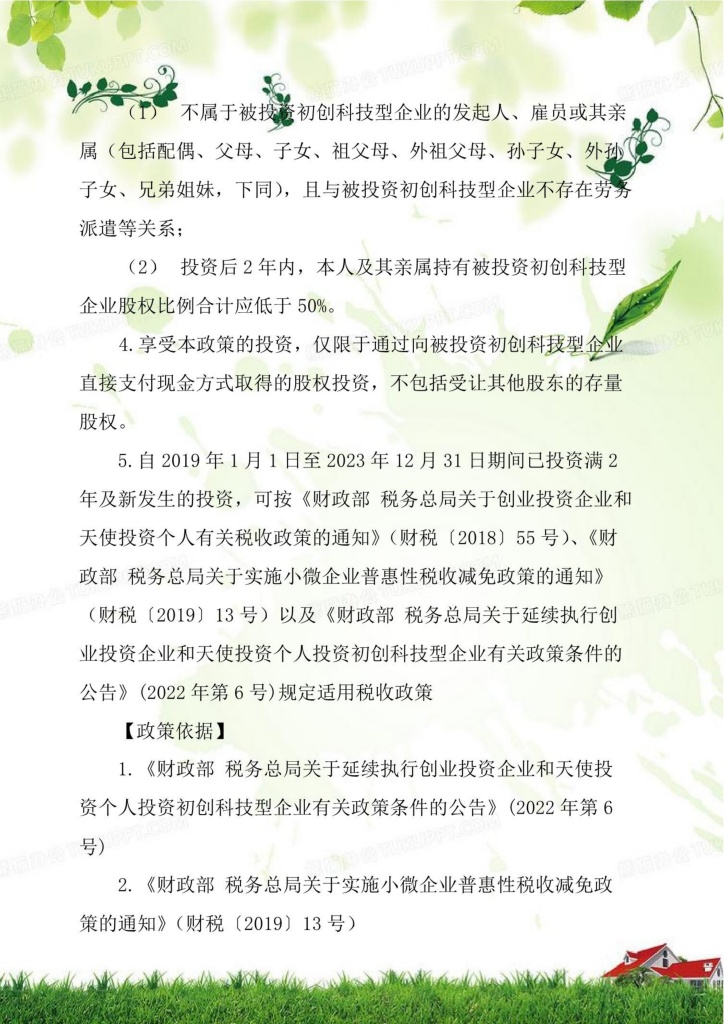 （1） 不属于被投资初创科技型企业的发起人、雇员或其亲
属（包括配偶、父母、子女、祖父母、外祖父母、孙子女、外孙
子女、兄弟姐妹，下同），且与被投资初创科技型企业不存在劳务
派遣等关系；
（2） 投资后 2 年内，本人及其亲属持有被投资初创科技型
企业股权比例合计应低于 50%。
4.享受本政策的投资，仅限于通过向被投资初创科技型企业
直接支付现金方式取得的股权投资，不包括受让其他股东的存量
股权。
5.自 2019 年 1 月 1 日至 2023 年 12 月 31 日期间已投资满 2
年及新发生的投资，可按《财政部 税务总局关于创业投资企业和
天使投资个人有关税收政策的通知》（财税〔2018〕55 号）、《财
政部 税务总局关于实施小微企业普惠性税收减免政策的通知》
（财税〔2019〕13 号）以及《财政部 税务总局关于延续执行创
业投资企业和天使投资个人投资初创科技型企业有关政策条件的
公告》(2022 年第 6 号)规定适用税收政策
【政策依据】
1.《财政部 税务总局关于延续执行创业投资企业和天使投
资个人投资初创科技型企业有关政策条件的公告》(2022 年第 6
号)
2.《财政部 税务总局关于实施小微企业普惠性税收减免政
策的通知》（财税〔2019〕13 号）